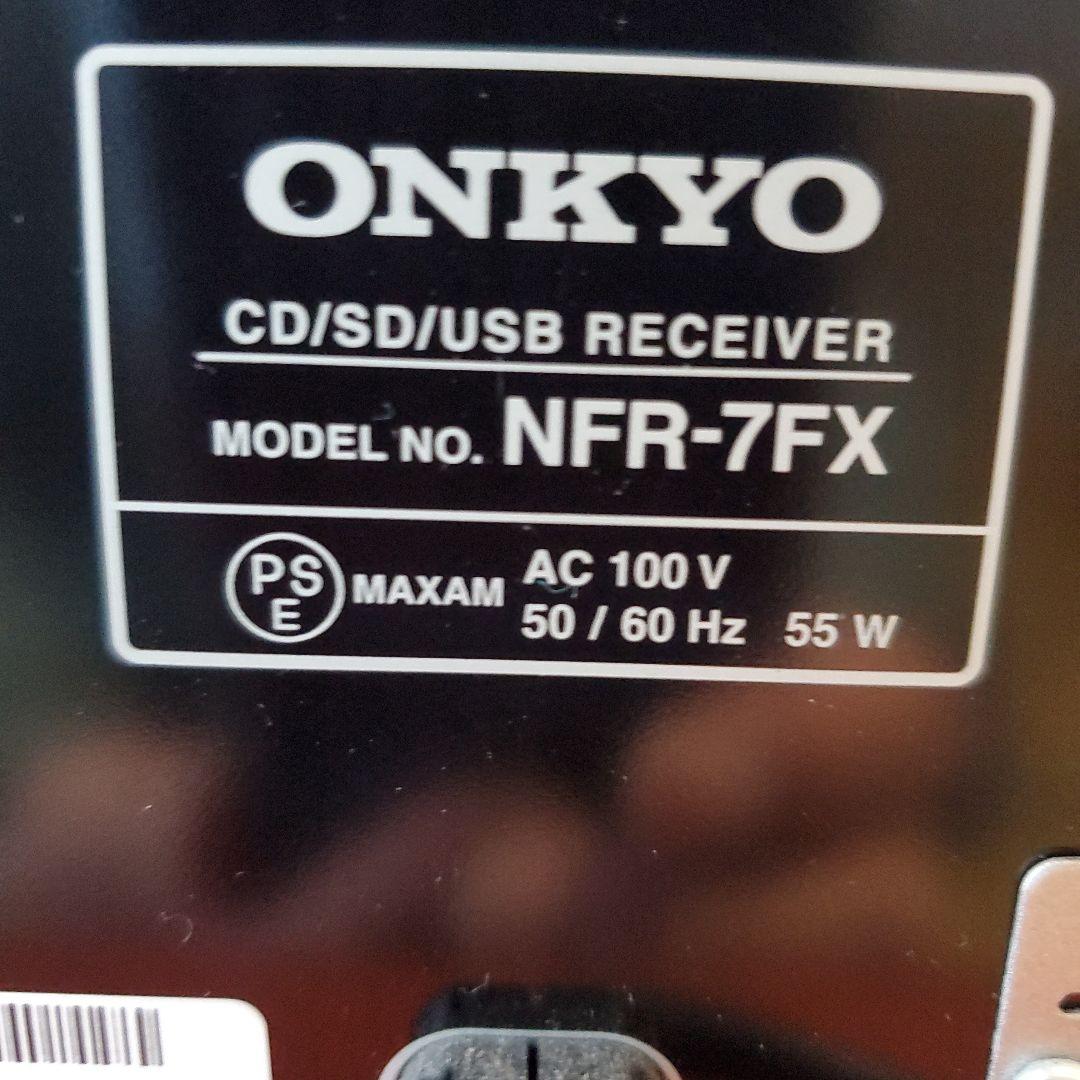 ONKYO
CD/SD/USB RECEIVER
MODEL NO. NFR-7FX
PS
E
MAXAM
AC 100 V
50 / 60 Hz 55 W